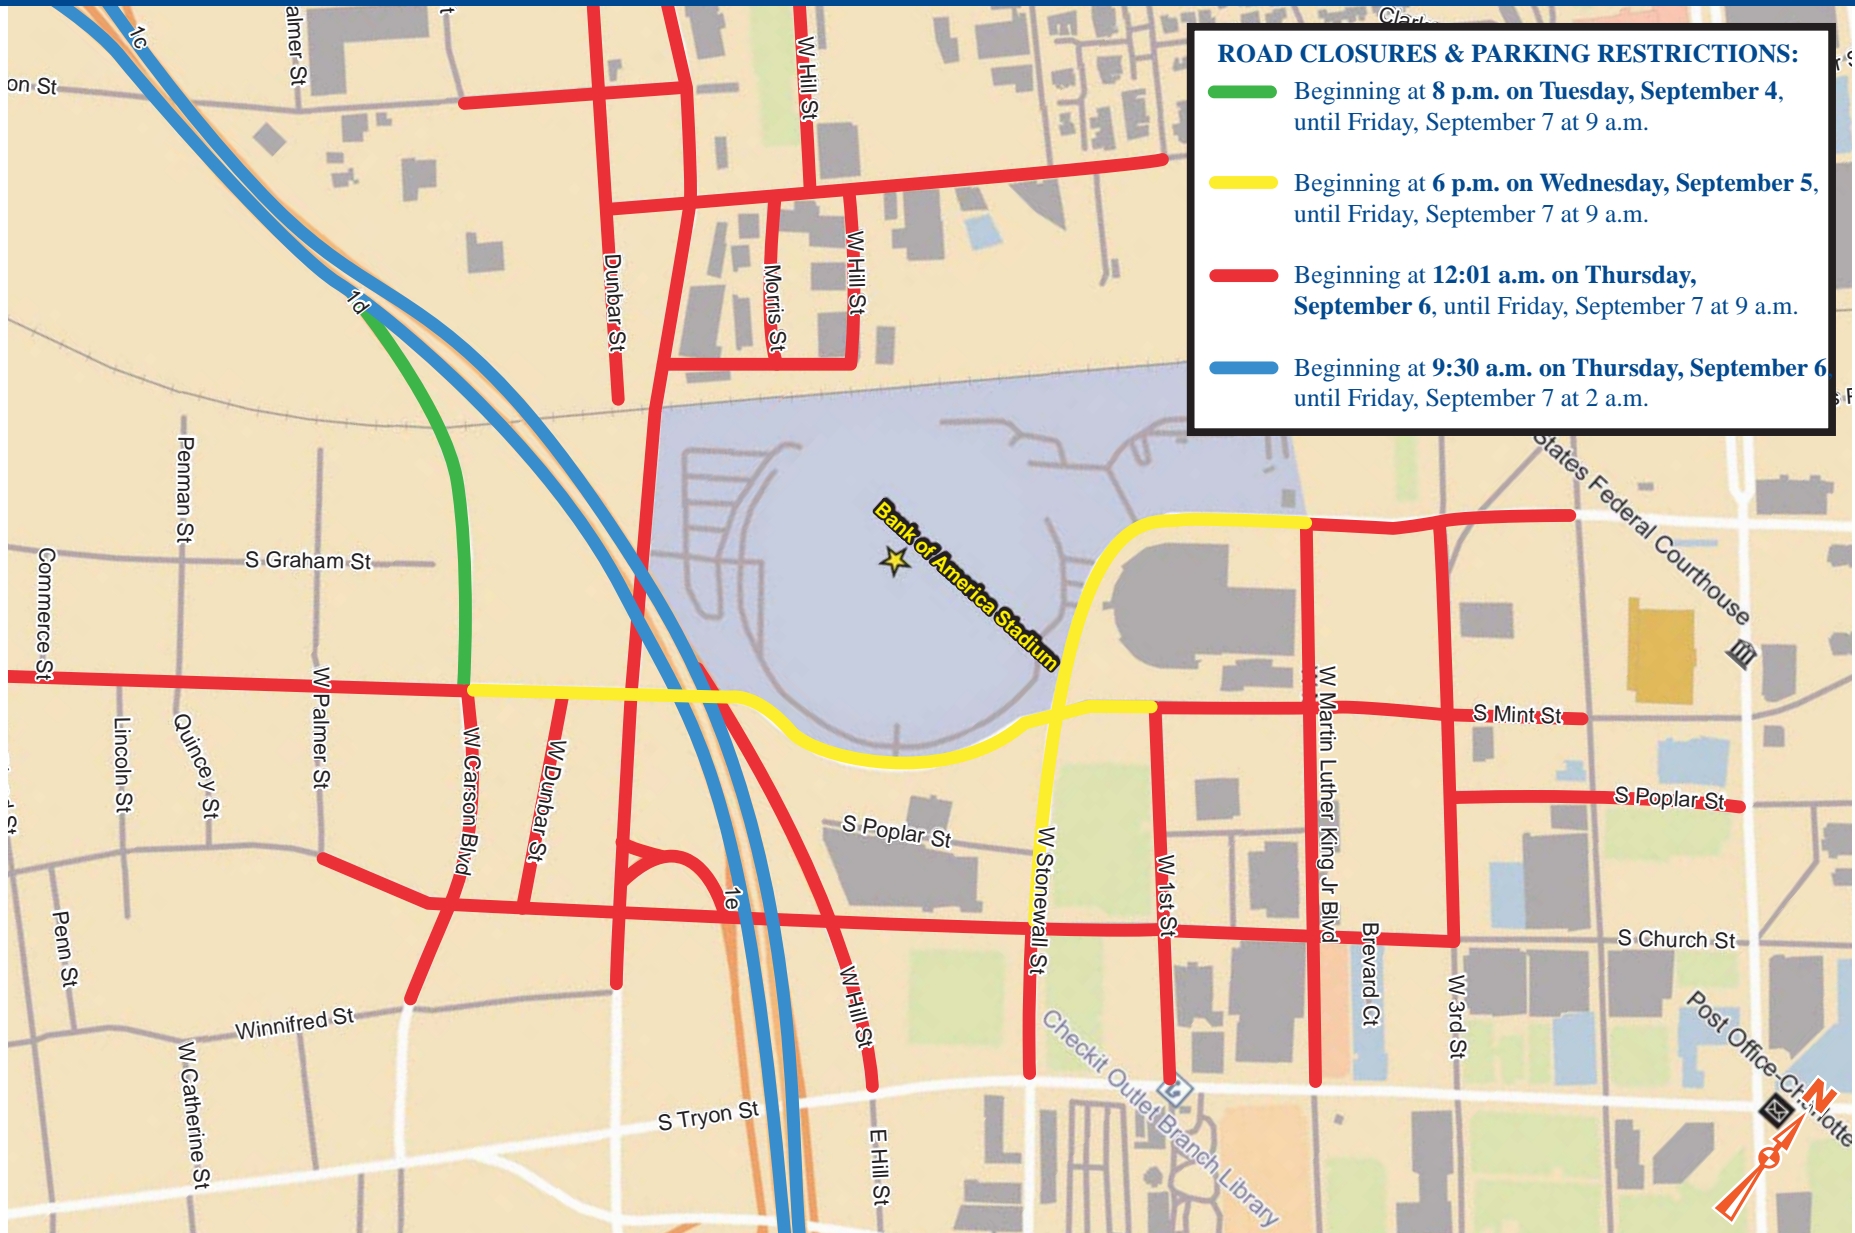 ROAD CLOSURES & PARKING RESTRICTIONS:
Beginning at 8 p.m. on Tuesday, September 4,
until Friday, September 7 at 9 a.m.
Beginning at 6 p.m. on Wednesday, September 5,
until Friday, September 7 at 9 a.m.
Beginning at 12:01 a.m. on Thursday,
September 6, until Friday, September 7 at 9 a.m.
Beginning at 9:30 a.m. on Thursday, September 6,
until Friday, September 7 at 2 a.m.
1c
almer St
on St
W Hill St
1d
Dunbar St
Morris St
W Hill St
Penman St
S Graham St
Commerce St
Bank of America Stadium
States Federal Courthouse
W Palmer St
Lincoln St
Quincey St
W Carson Blvd
W Dunbar St
S Mint St
W Martin Luther King Jr Blvd
S Poplar St
S Poplar St
W Stonewall St
W 1st St
1e
Brevard Ct
S Church St
Penn St
W Hill St
W 3rd St
Winnifred St
W Catherine St
S Tryon St
E Hill St
Checkit Outlet Branch Library
Post Office-Charlotte
N